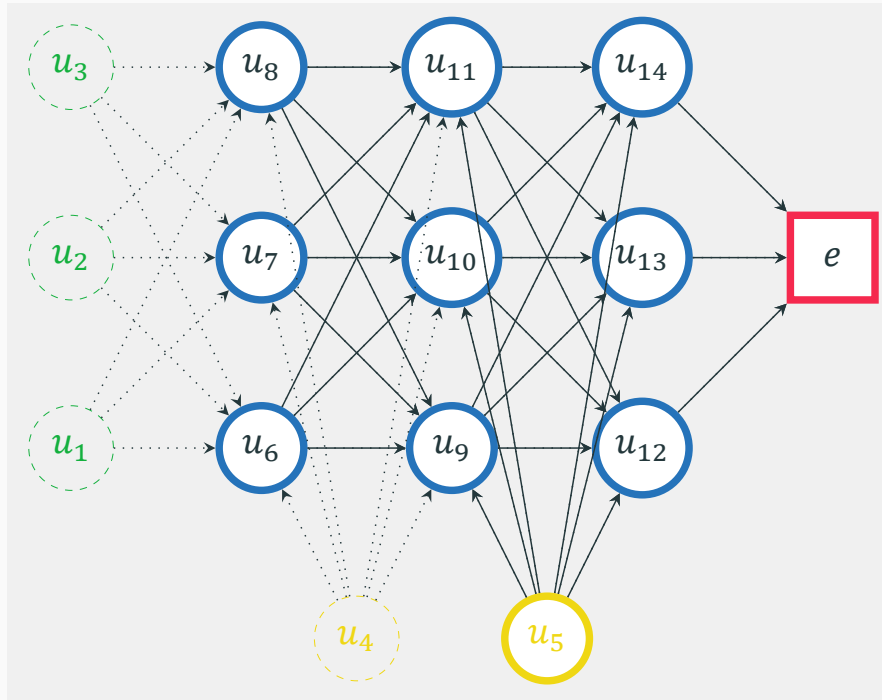 u₃ u₈ u₁₁ u₁₄
u₂ u₇ u₁₀ u₁₃ e
u₁ u₆ u₉ u₁₂
u₄ u₅